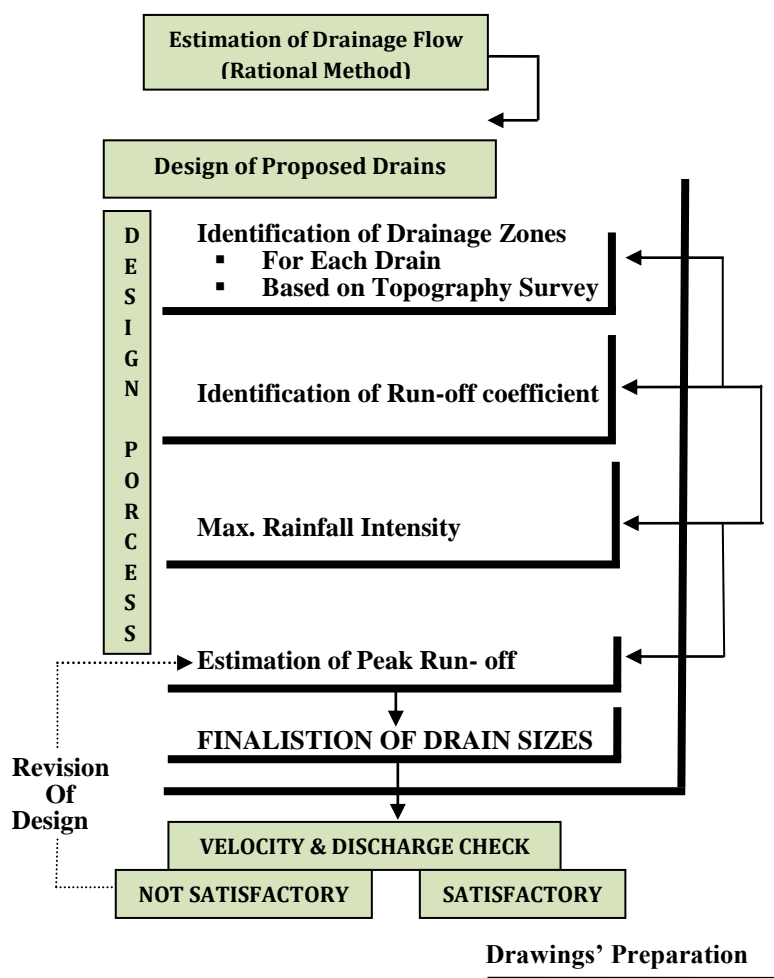 Estimation of Drainage Flow
(Rational Method)
Design of Proposed Drains
D
E
S
I
G
N
P
O
R
C
E
S
S
Identification of Drainage Zones
▪ For Each Drain
▪ Based on Topography Survey
Identification of Run-off coefficient
Max. Rainfall Intensity
Estimation of Peak Run- off
FINALISTION OF DRAIN SIZES
Revision
Of
Design
VELOCITY & DISCHARGE CHECK
NOT SATISFACTORY
SATISFACTORY
Drawings’ Preparation